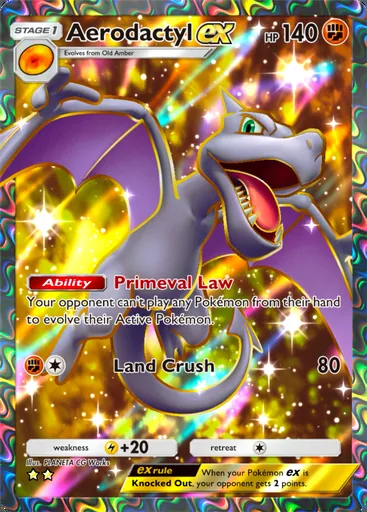 STAGE 1
Aerodactyl ex
HP 140
Evolves from Old Amber
Ability Primeval Law
Your opponent can't play any Pokémon from their hand
to evolve their Active Pokémon.
Land Crush 80
weakness +20 retreat
Illus. PLANETA CG Works
ex rule When your Pokémon ex is
Knocked Out, your opponent gets 2 points.